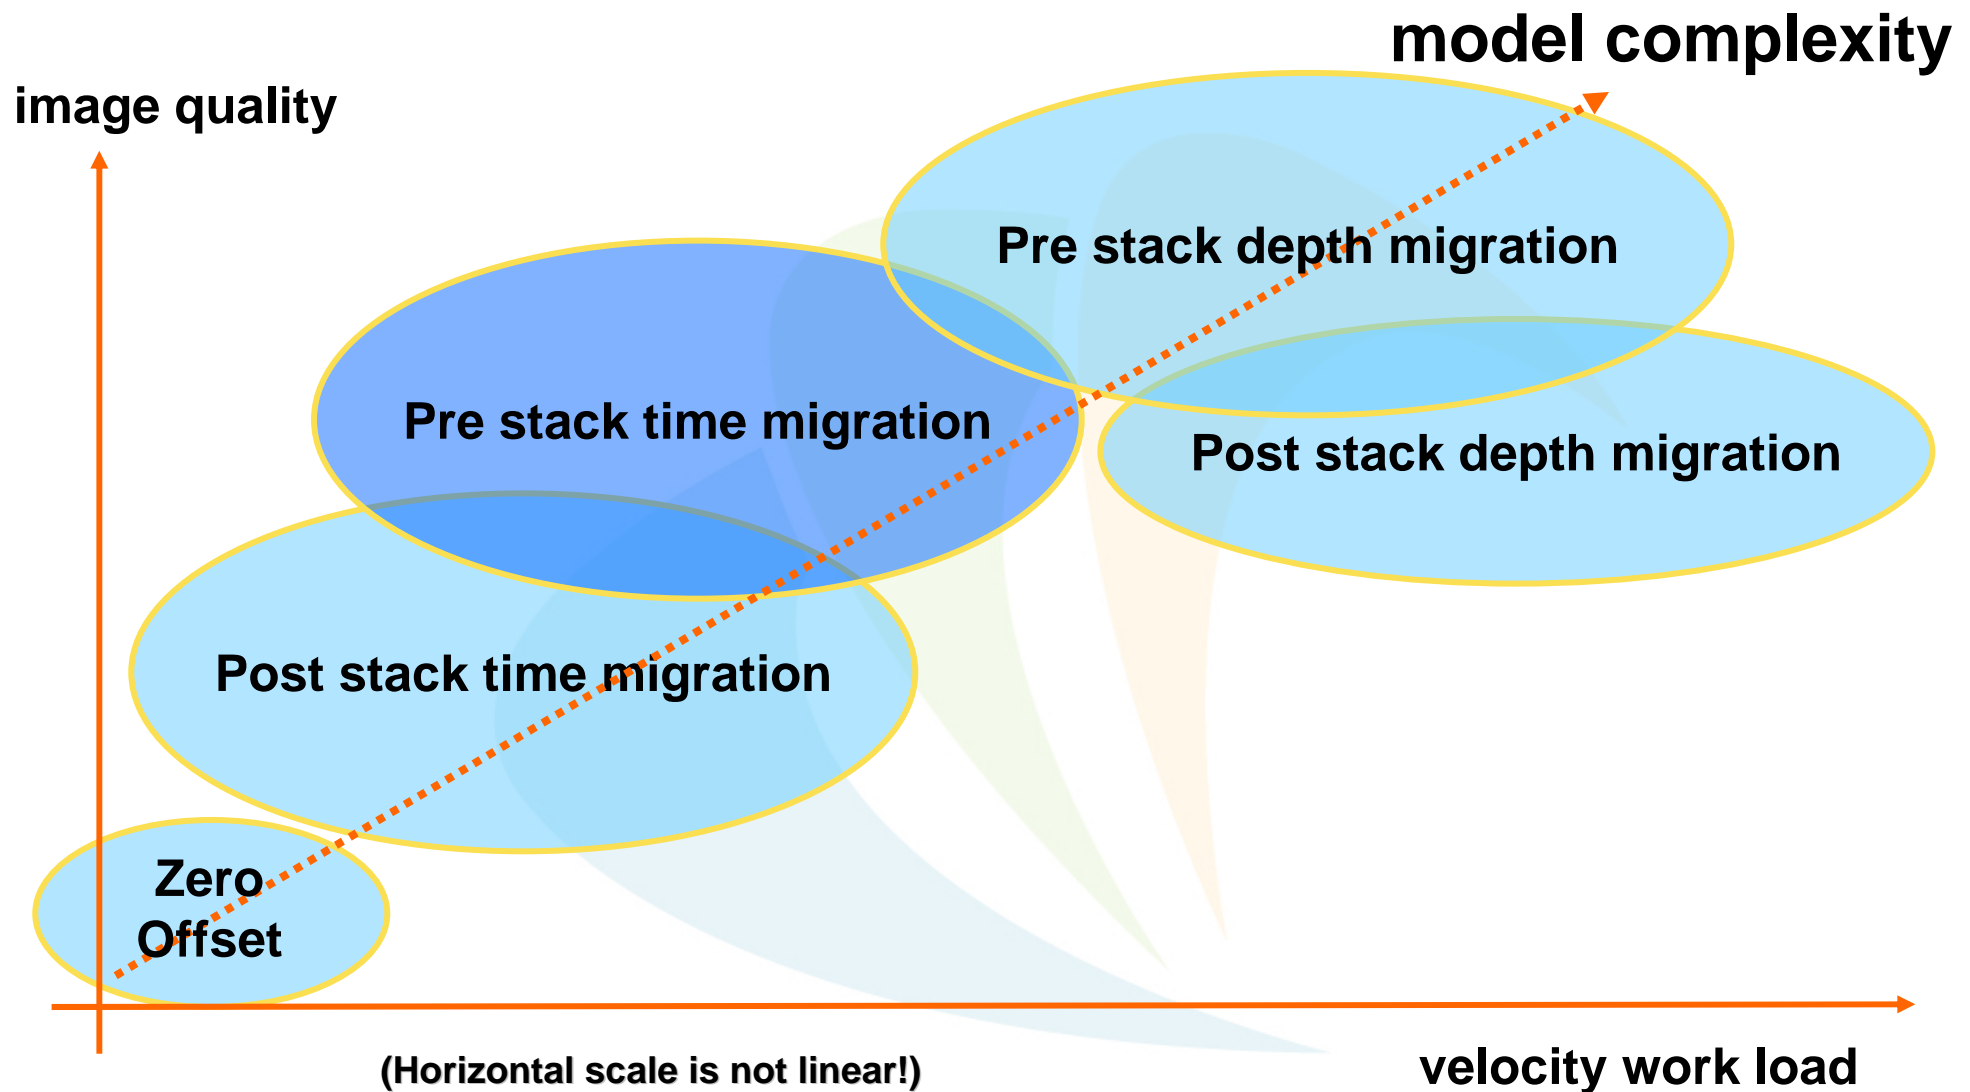 model complexity
image quality
Pre stack depth migration
Pre stack time migration
Post stack depth migration
Post stack time migration
Zero
Offset
(Horizontal scale is not linear!)
velocity work load